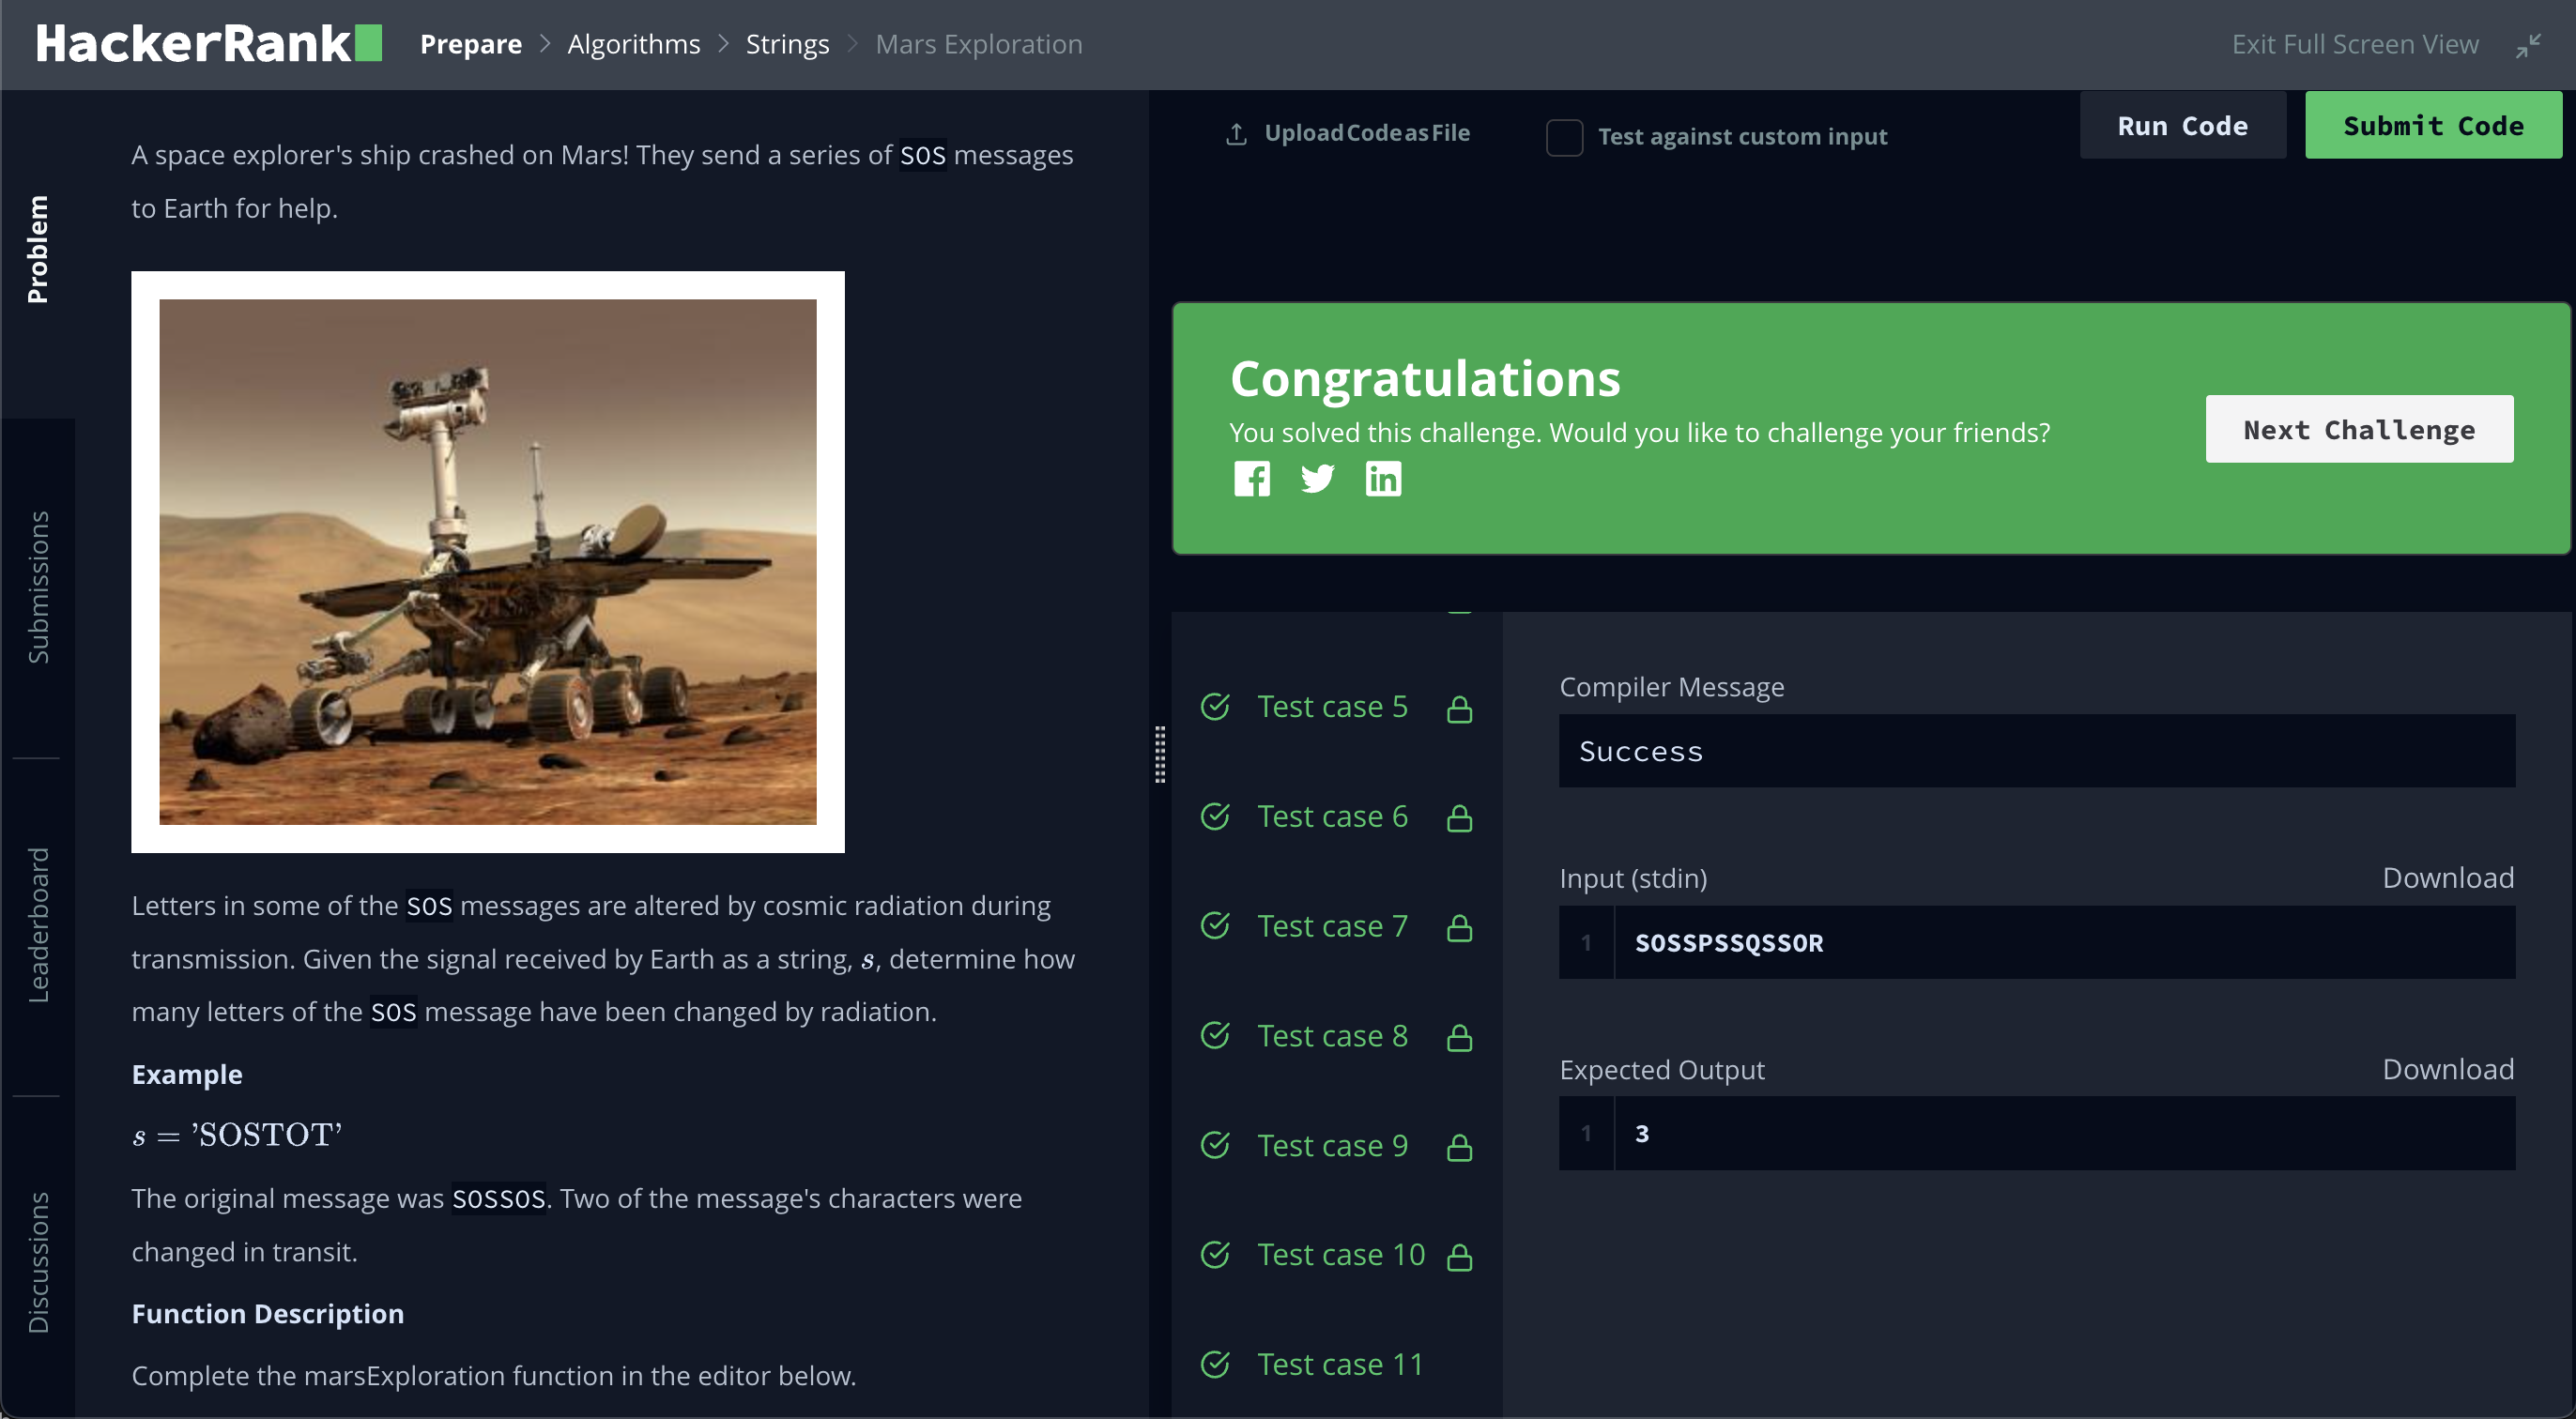 HackerRank
Prepare > Algorithms > Strings > Mars Exploration
Exit Full Screen View
Problem
Submissions
Leaderboard
Discussions
A space explorer's ship crashed on Mars! They send a series of SOS messages
to Earth for help.
Letters in some of the SOS messages are altered by cosmic radiation during
transmission. Given the signal received by Earth as a string, s, determine how
many letters of the SOS message have been changed by radiation.
Example
s = 'SOSTOT'
The original message was SOSSOS. Two of the message's characters were
changed in transit.
Function Description
Complete the marsExploration function in the editor below.
Upload Code as File
Test against custom input
Run Code
Submit Code
Congratulations
You solved this challenge. Would you like to challenge your friends?
Next Challenge
Test case 5
Test case 6
Test case 7
Test case 8
Test case 9
Test case 10
Test case 11
Compiler Message
Success
Input (stdin)
Download
1 SOSSPSSQSSOR
Expected Output
Download
1 3